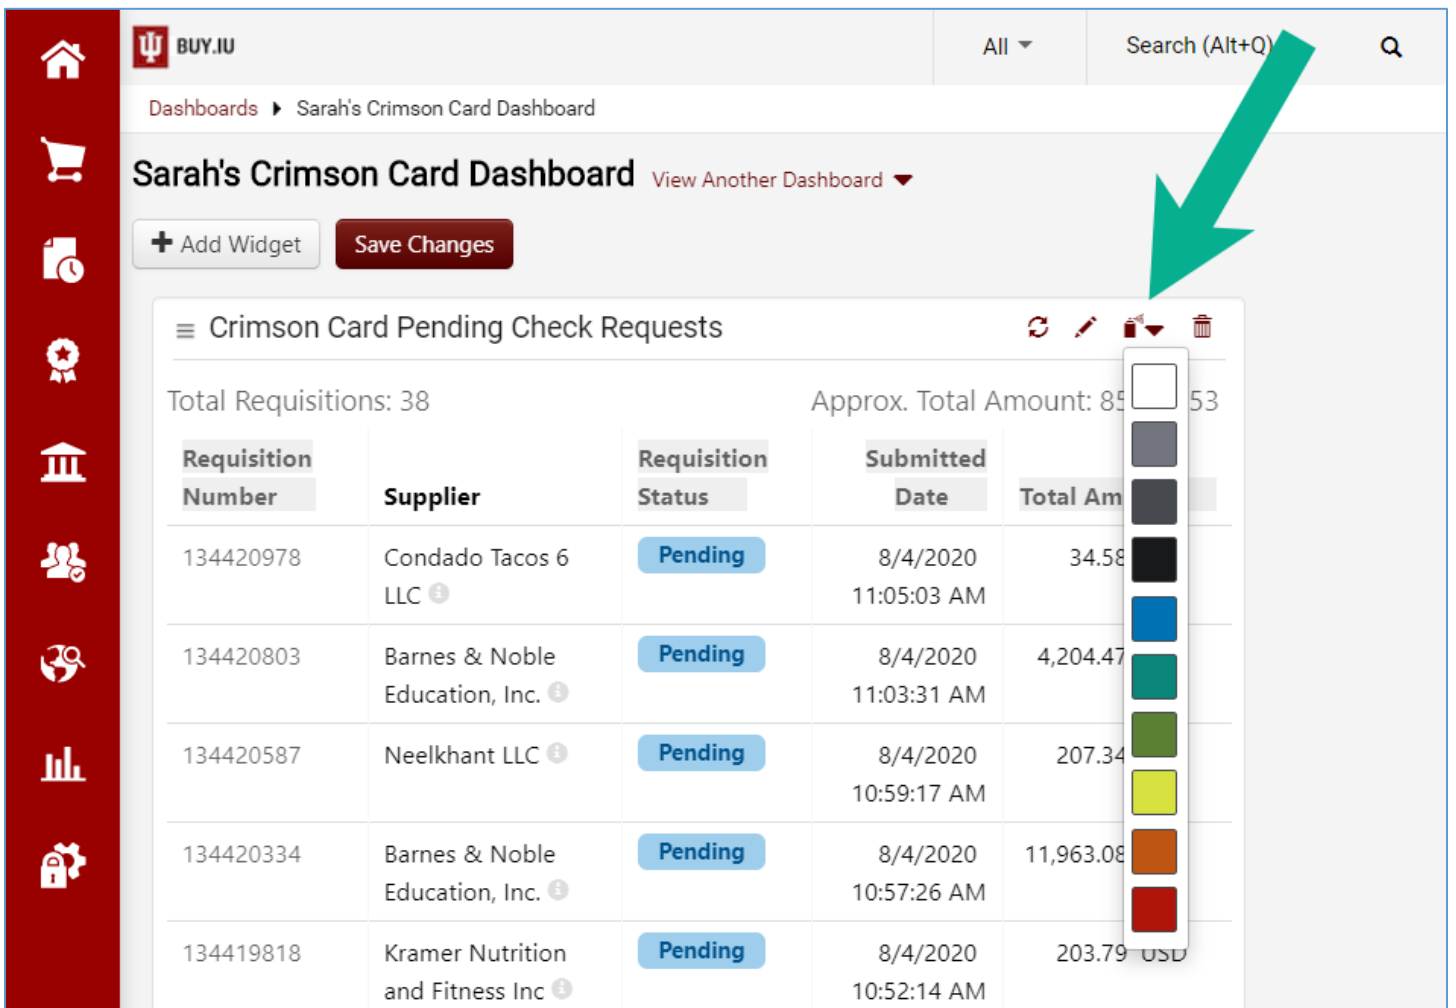 BUY.IU
All
Search (Alt+Q)
Dashboards Sarah's Crimson Card Dashboard
Sarah's Crimson Card Dashboard View Another Dashboard
Add Widget Save Changes
Crimson Card Pending Check Requests
Total Requisitions: 38 Approx. Total Amount: 53
Requisition Requisition Submitted
Number Supplier Status Date Total
134420978 Condado Tacos 6 Pending 8/4/2020 34.58
LLC 11:05:03 AM
134420803 Barnes & Noble Pending 8/4/2020 4,204.47
Education, Inc. 11:03:31 AM
134420587 Neelkhant LLC Pending 8/4/2020 207.34
10:59:17 AM
134420334 Barnes & Noble Pending 8/4/2020 11,963.08
Education, Inc. 10:57:26 AM
134419818 Kramer Nutrition Pending 8/4/2020 203.79 USD
and Fitness Inc 10:52:14 AM